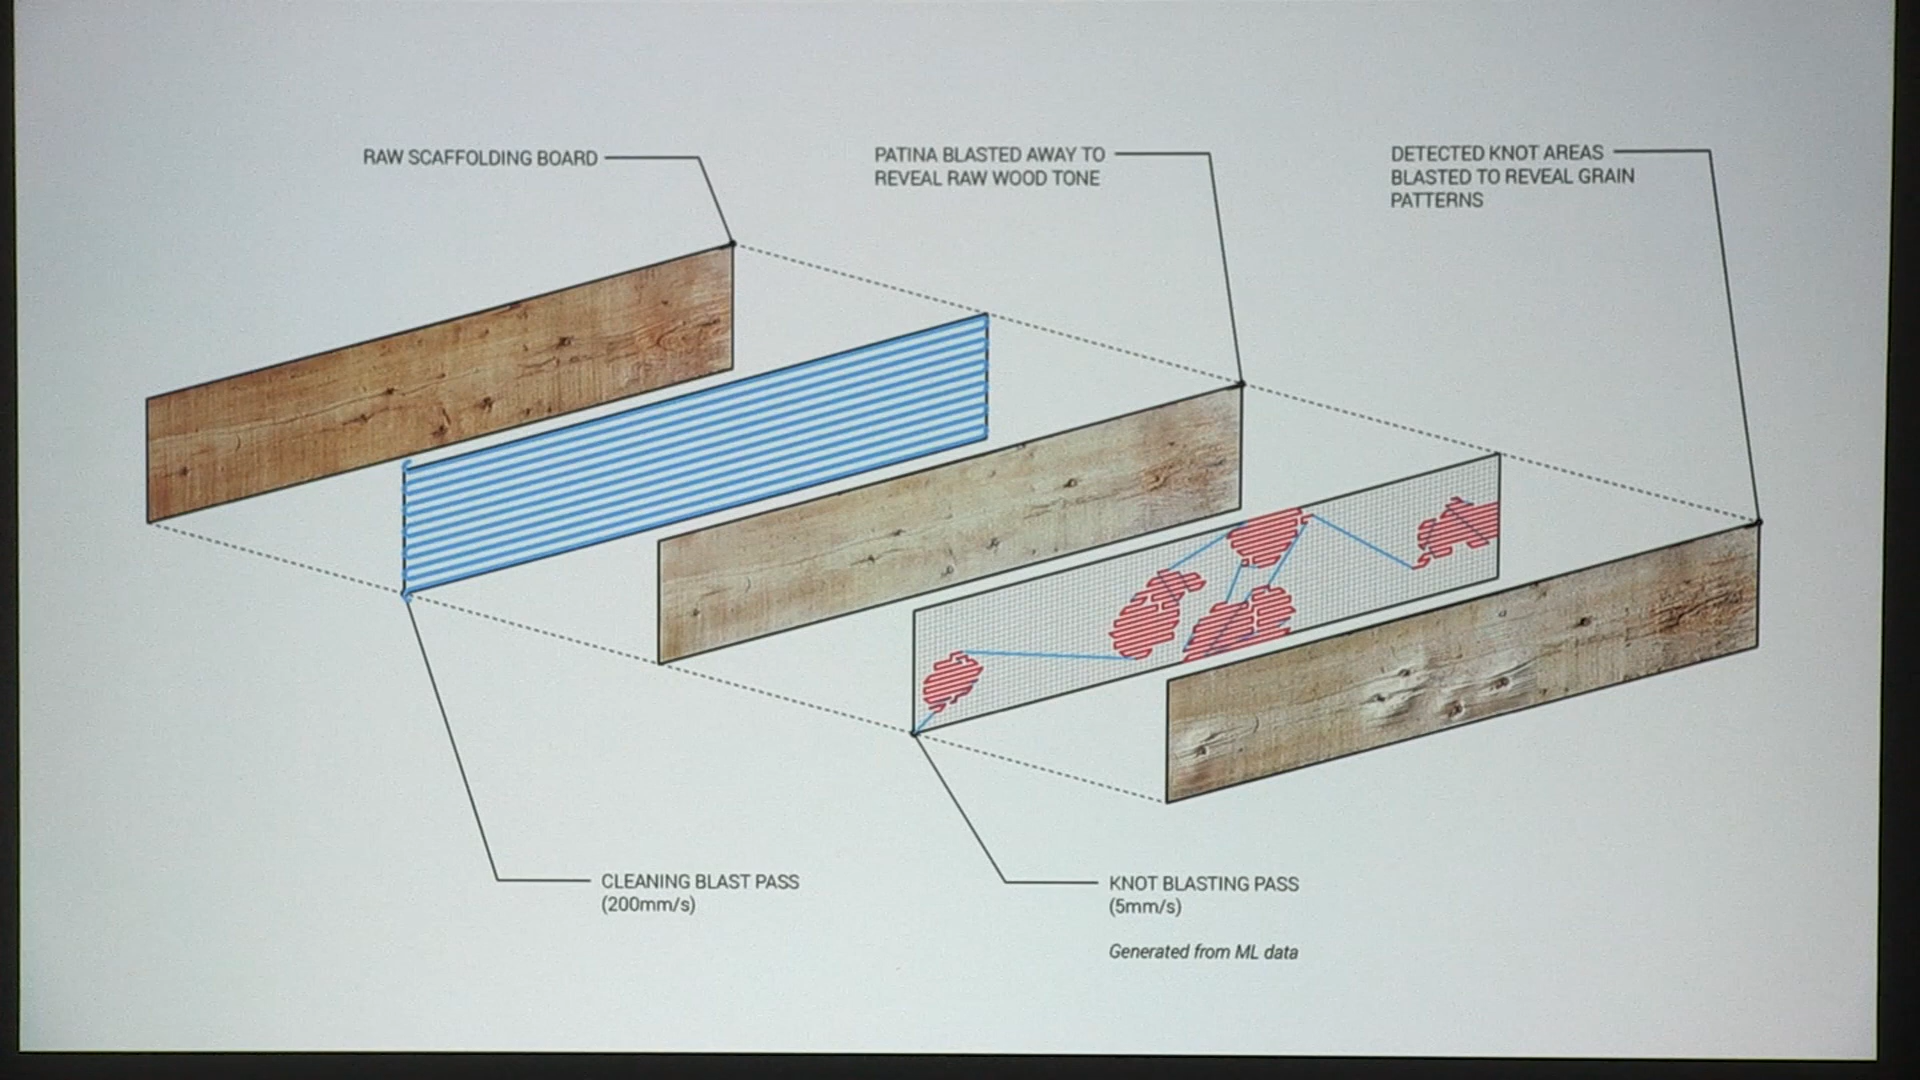 RAW SCAFFOLDING BOARD
PATINA BLASTED AWAY TO
REVEAL RAW WOOD TONE
DETECTED KNOT AREAS
BLASTED TO REVEAL GRAIN
PATTERNS
CLEANING BLAST PASS
(200mm/s)
KNOT BLASTING PASS
(5mm/s)
Generated from ML data